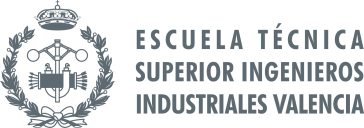 ESCUELA TÉCNICA
SUPERIOR INGENIEROS
INDUSTRIALES VALENCIA